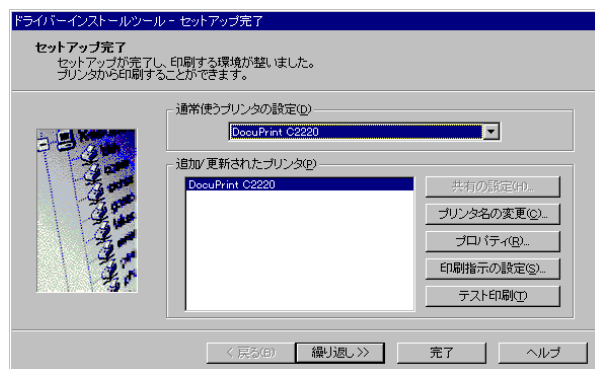 ドライバーインストールツール - セットアップ完了
セットアップ完了
セットアップが完了し、印刷する環境が整いました。
プリンタから印刷することができます。
通常使うプリンタの設定(D)
DocuPrint C2220
追加/更新されたプリンタ(P)
DocuPrint C2220
共有の設定(H)...
プリンタ名の変更(C)...
プロパティ(R)...
印刷指示の設定(S)...
テスト印刷(T)
< 戻る(B)
繰り返し >>
完了
ヘルプ